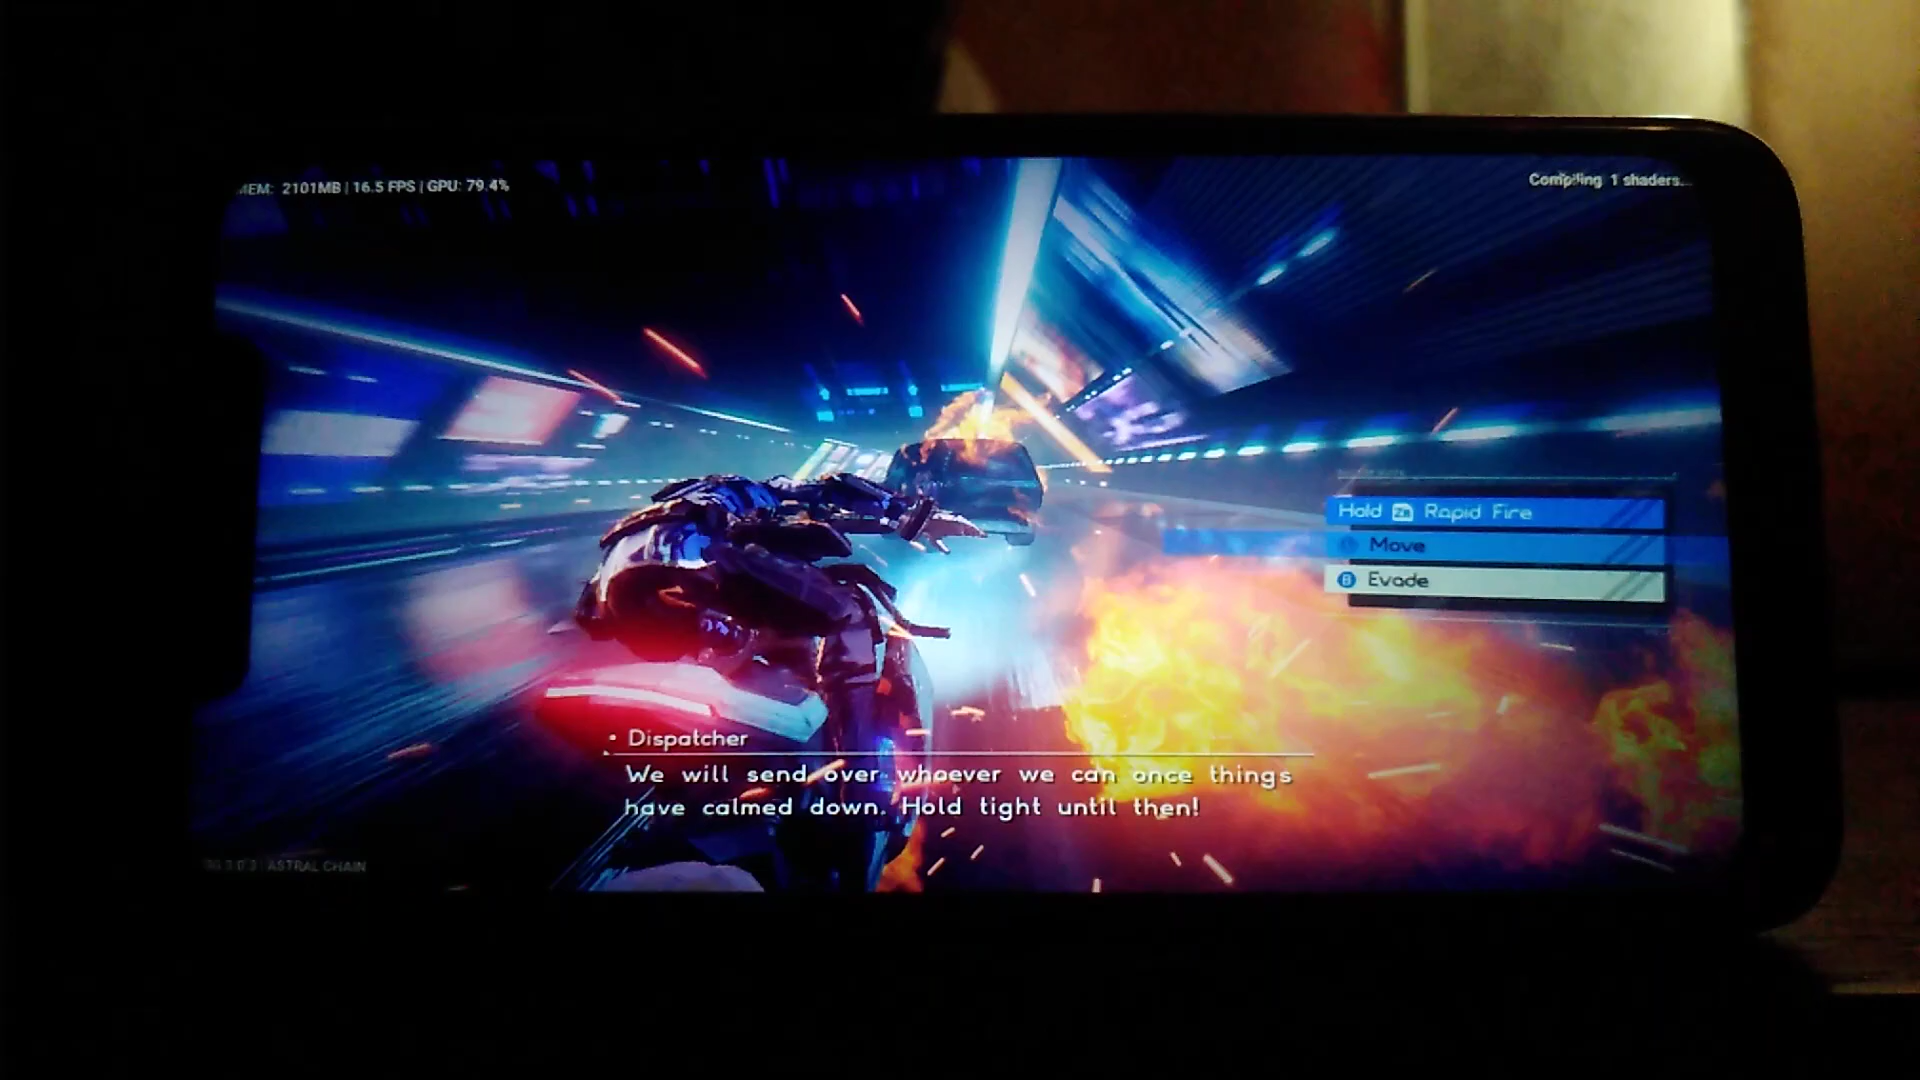 MEM: 2101MB | 16.5 FPS | GPU: 79.4%
Compiling 1 shaders...
Hold ZR Rapid Fire
Move
B Evade
• Dispatcher
We will send over whoever we can once things
have calmed down. Hold tight until then!
ASTRAL CHAIN